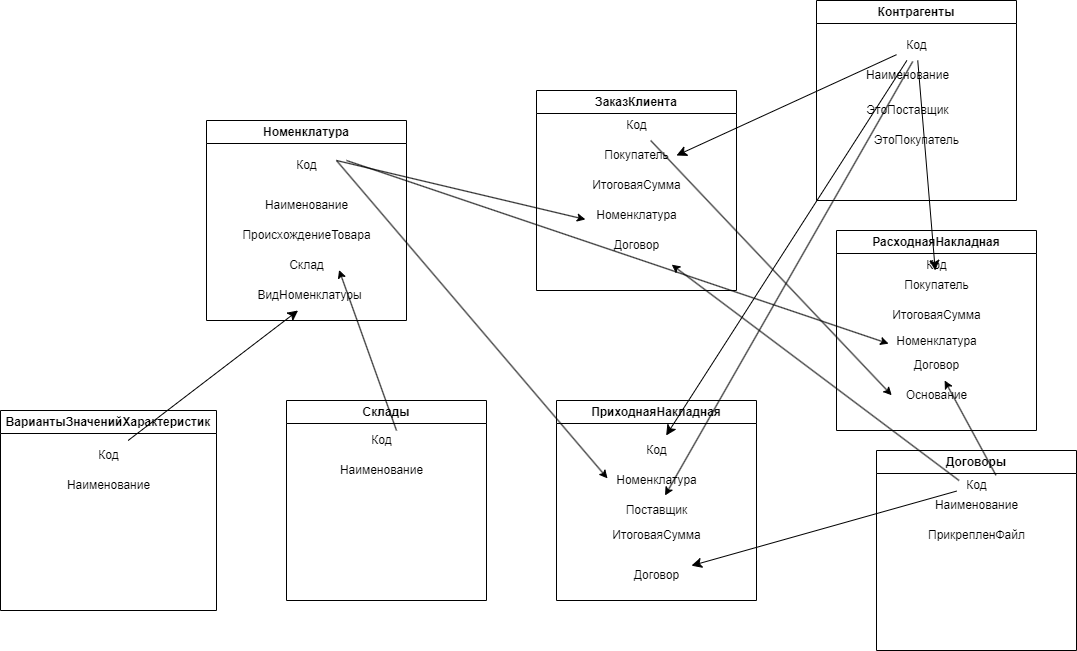 Контрагенты
Код
Наименование
ЭтоПоставщик
ЭтоПокупатель
ЗаказКлиента
Код
Покупатель
ИтоговаяСумма
Номенклатура
Договор
Номенклатура
Код
Наименование
ПроисхождениеТовара
Склад
ВидНоменклатуры
РасходнаяНакладная
Код
Покупатель
ИтоговаяСумма
Номенклатура
Договор
Основание
ВариантыЗначенийХарактеристик
Код
Наименование
Склады
Код
Наименование
ПриходнаяНакладная
Код
Номенклатура
Поставщик
ИтоговаяСумма
Договор
Договоры
Код
Наименование
ПрикрепленФайл